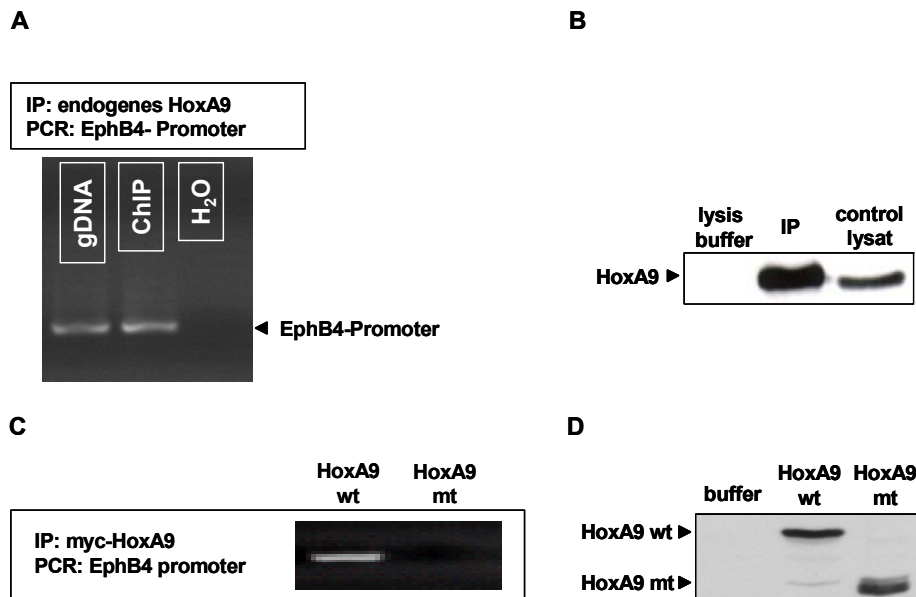 A
IP: endogenes HoxA9
PCR: EphB4- Promoter
gDNA
ChIP
H₂O
EphB4-Promoter
B
lysis
buffer
IP
control
lysat
HoxA9
C
HoxA9
wt
HoxA9
mt
IP: myc-HoxA9
PCR: EphB4 promoter
D
buffer
HoxA9
wt
HoxA9
mt
HoxA9 wt
HoxA9 mt